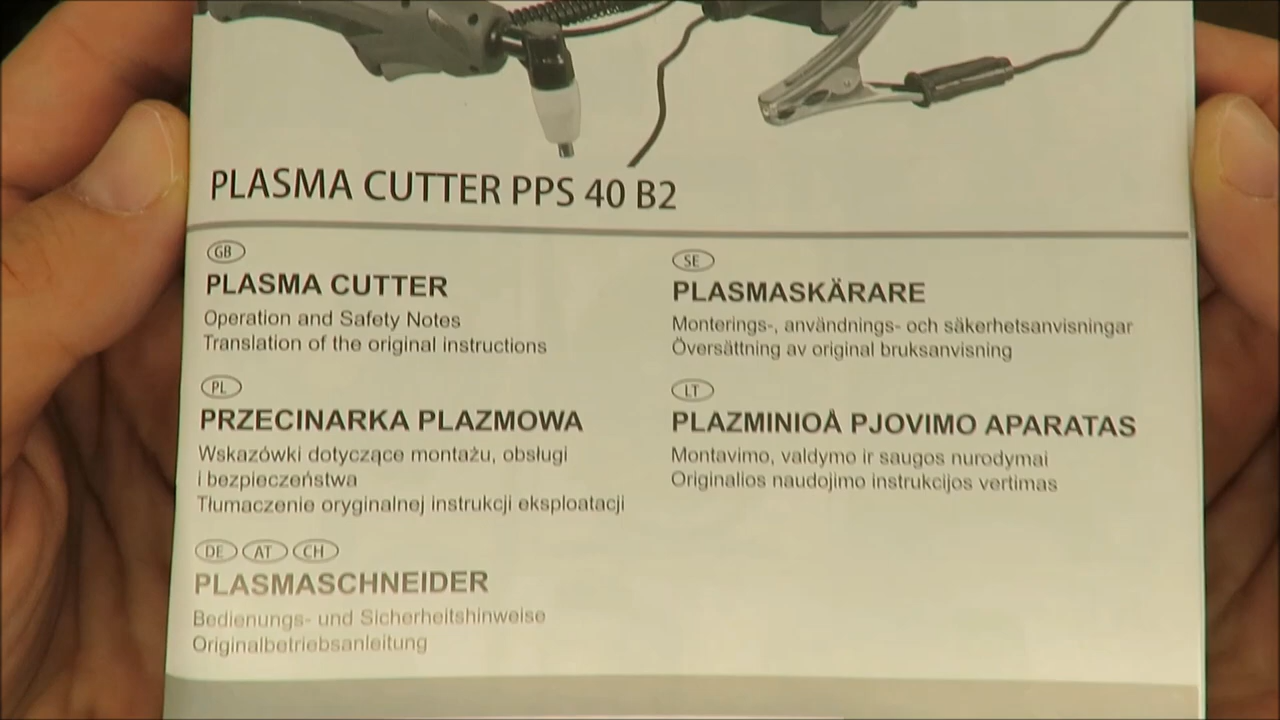 PLASMA CUTTER PPS 40 B2
GB
PLASMA CUTTER
Operation and Safety Notes
Translation of the original instructions
SE
PLASMASKÄRARE
Monterings-, användnings- och säkerhetsanvisningar
Översättning av original bruksanvisning
PL
PRZECINARKA PLAZMOWA
Wskazówki dotyczące montażu, obsługi
i bezpieczeństwa
Tłumaczenie oryginalnej instrukcji eksploatacji
LT
PLAZMINIOÅ PJOVIMO APARATAS
Montavimo, valdymo ir saugos nurodymai
Originalios naudojimo instrukcijos vertimas
DE AT CH
PLASMASCHNEIDER
Bedienungs- und Sicherheitshinweise
Originalbetriebsanleitung